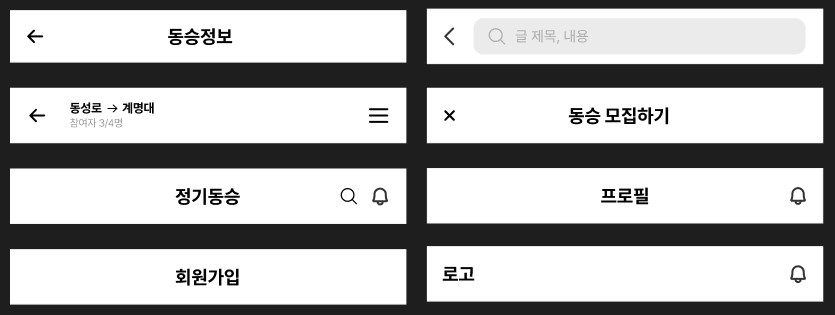 동승정보
글 제목, 내용
동성로 → 계명대
참여자 3/4명
동승 모집하기
정기동승
프로필
회원가입
로고